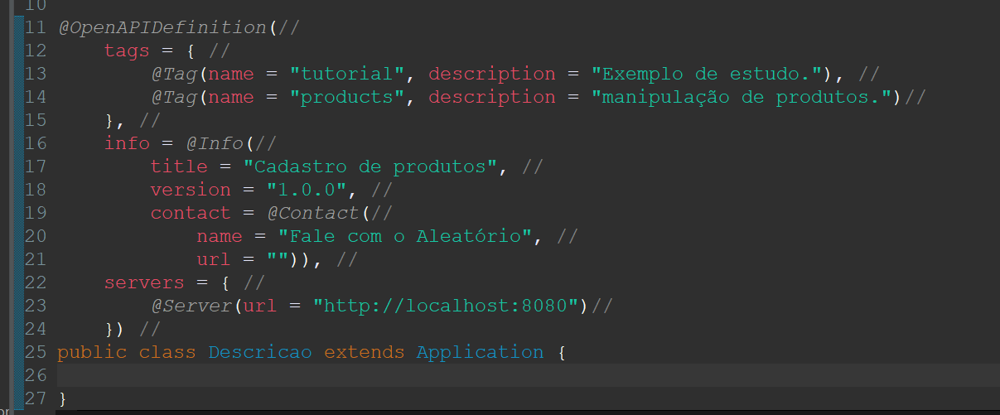 10
11 @OpenAPIDefinition(//
12     tags = { //
13         @Tag(name = "tutorial", description = "Exemplo de estudo."), //
14         @Tag(name = "products", description = "manipulação de produtos.")//
15     }, //
16     info = @Info(//
17         title = "Cadastro de produtos", //
18         version = "1.0.0", //
19         contact = @Contact(//
20             name = "Fale com o Aleatório", //
21             url = "")), //
22     servers = { //
23         @Server(url = "http://localhost:8080")//
24     }) //
25 public class Descricao extends Application {
26
27 }